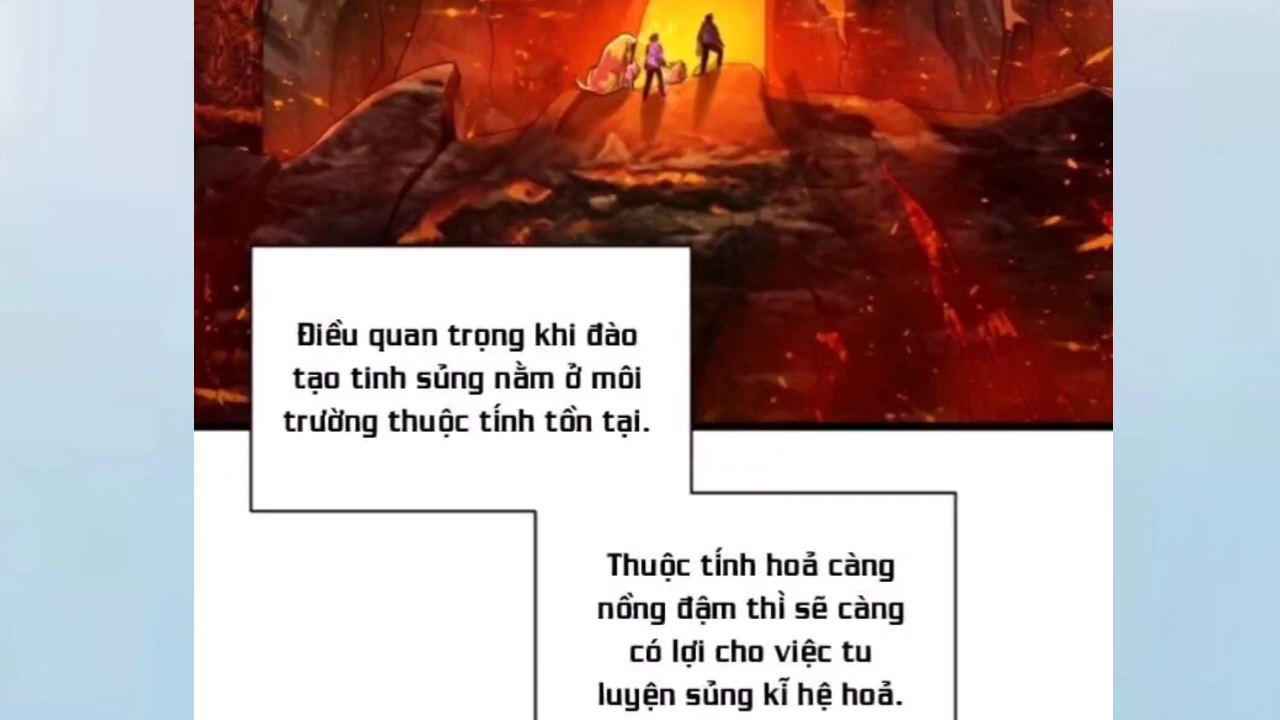 Điều quan trọng khi đào
tạo tinh sủng nằm ở môi
trường thuộc tính tồn tại.
Thuộc tính hoả càng
nồng đậm thì sẽ càng
có lợi cho việc tu
luyện sủng kĩ hệ hoả.